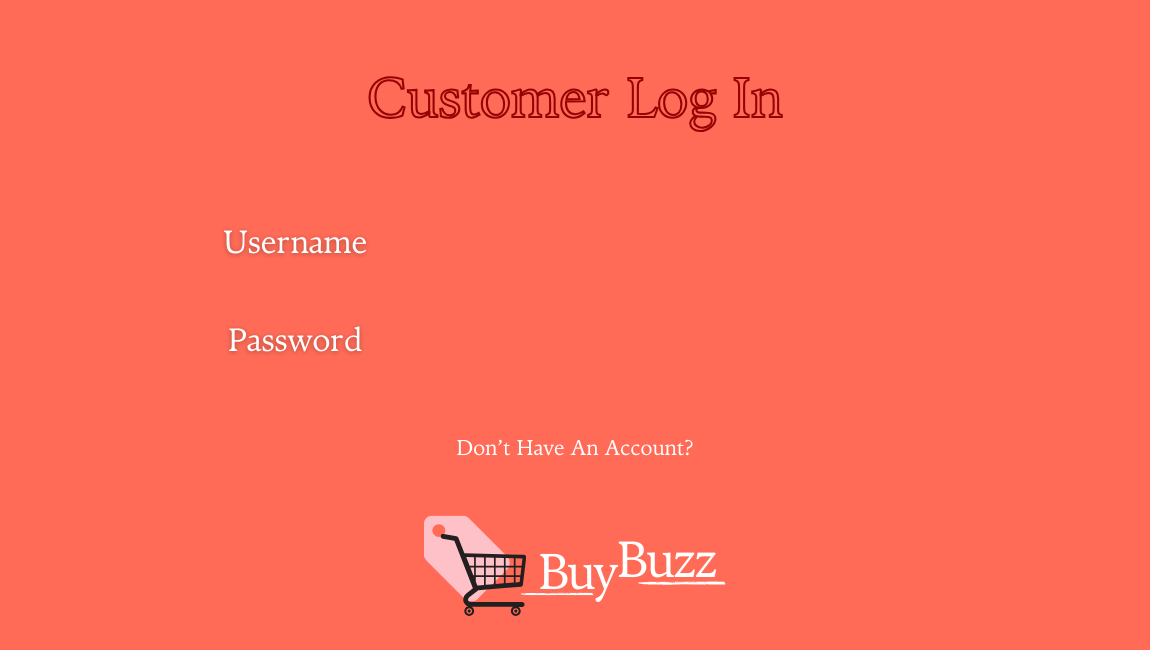 Customer Log In
Username
Password
Don’t Have An Account?
BuyBuzz